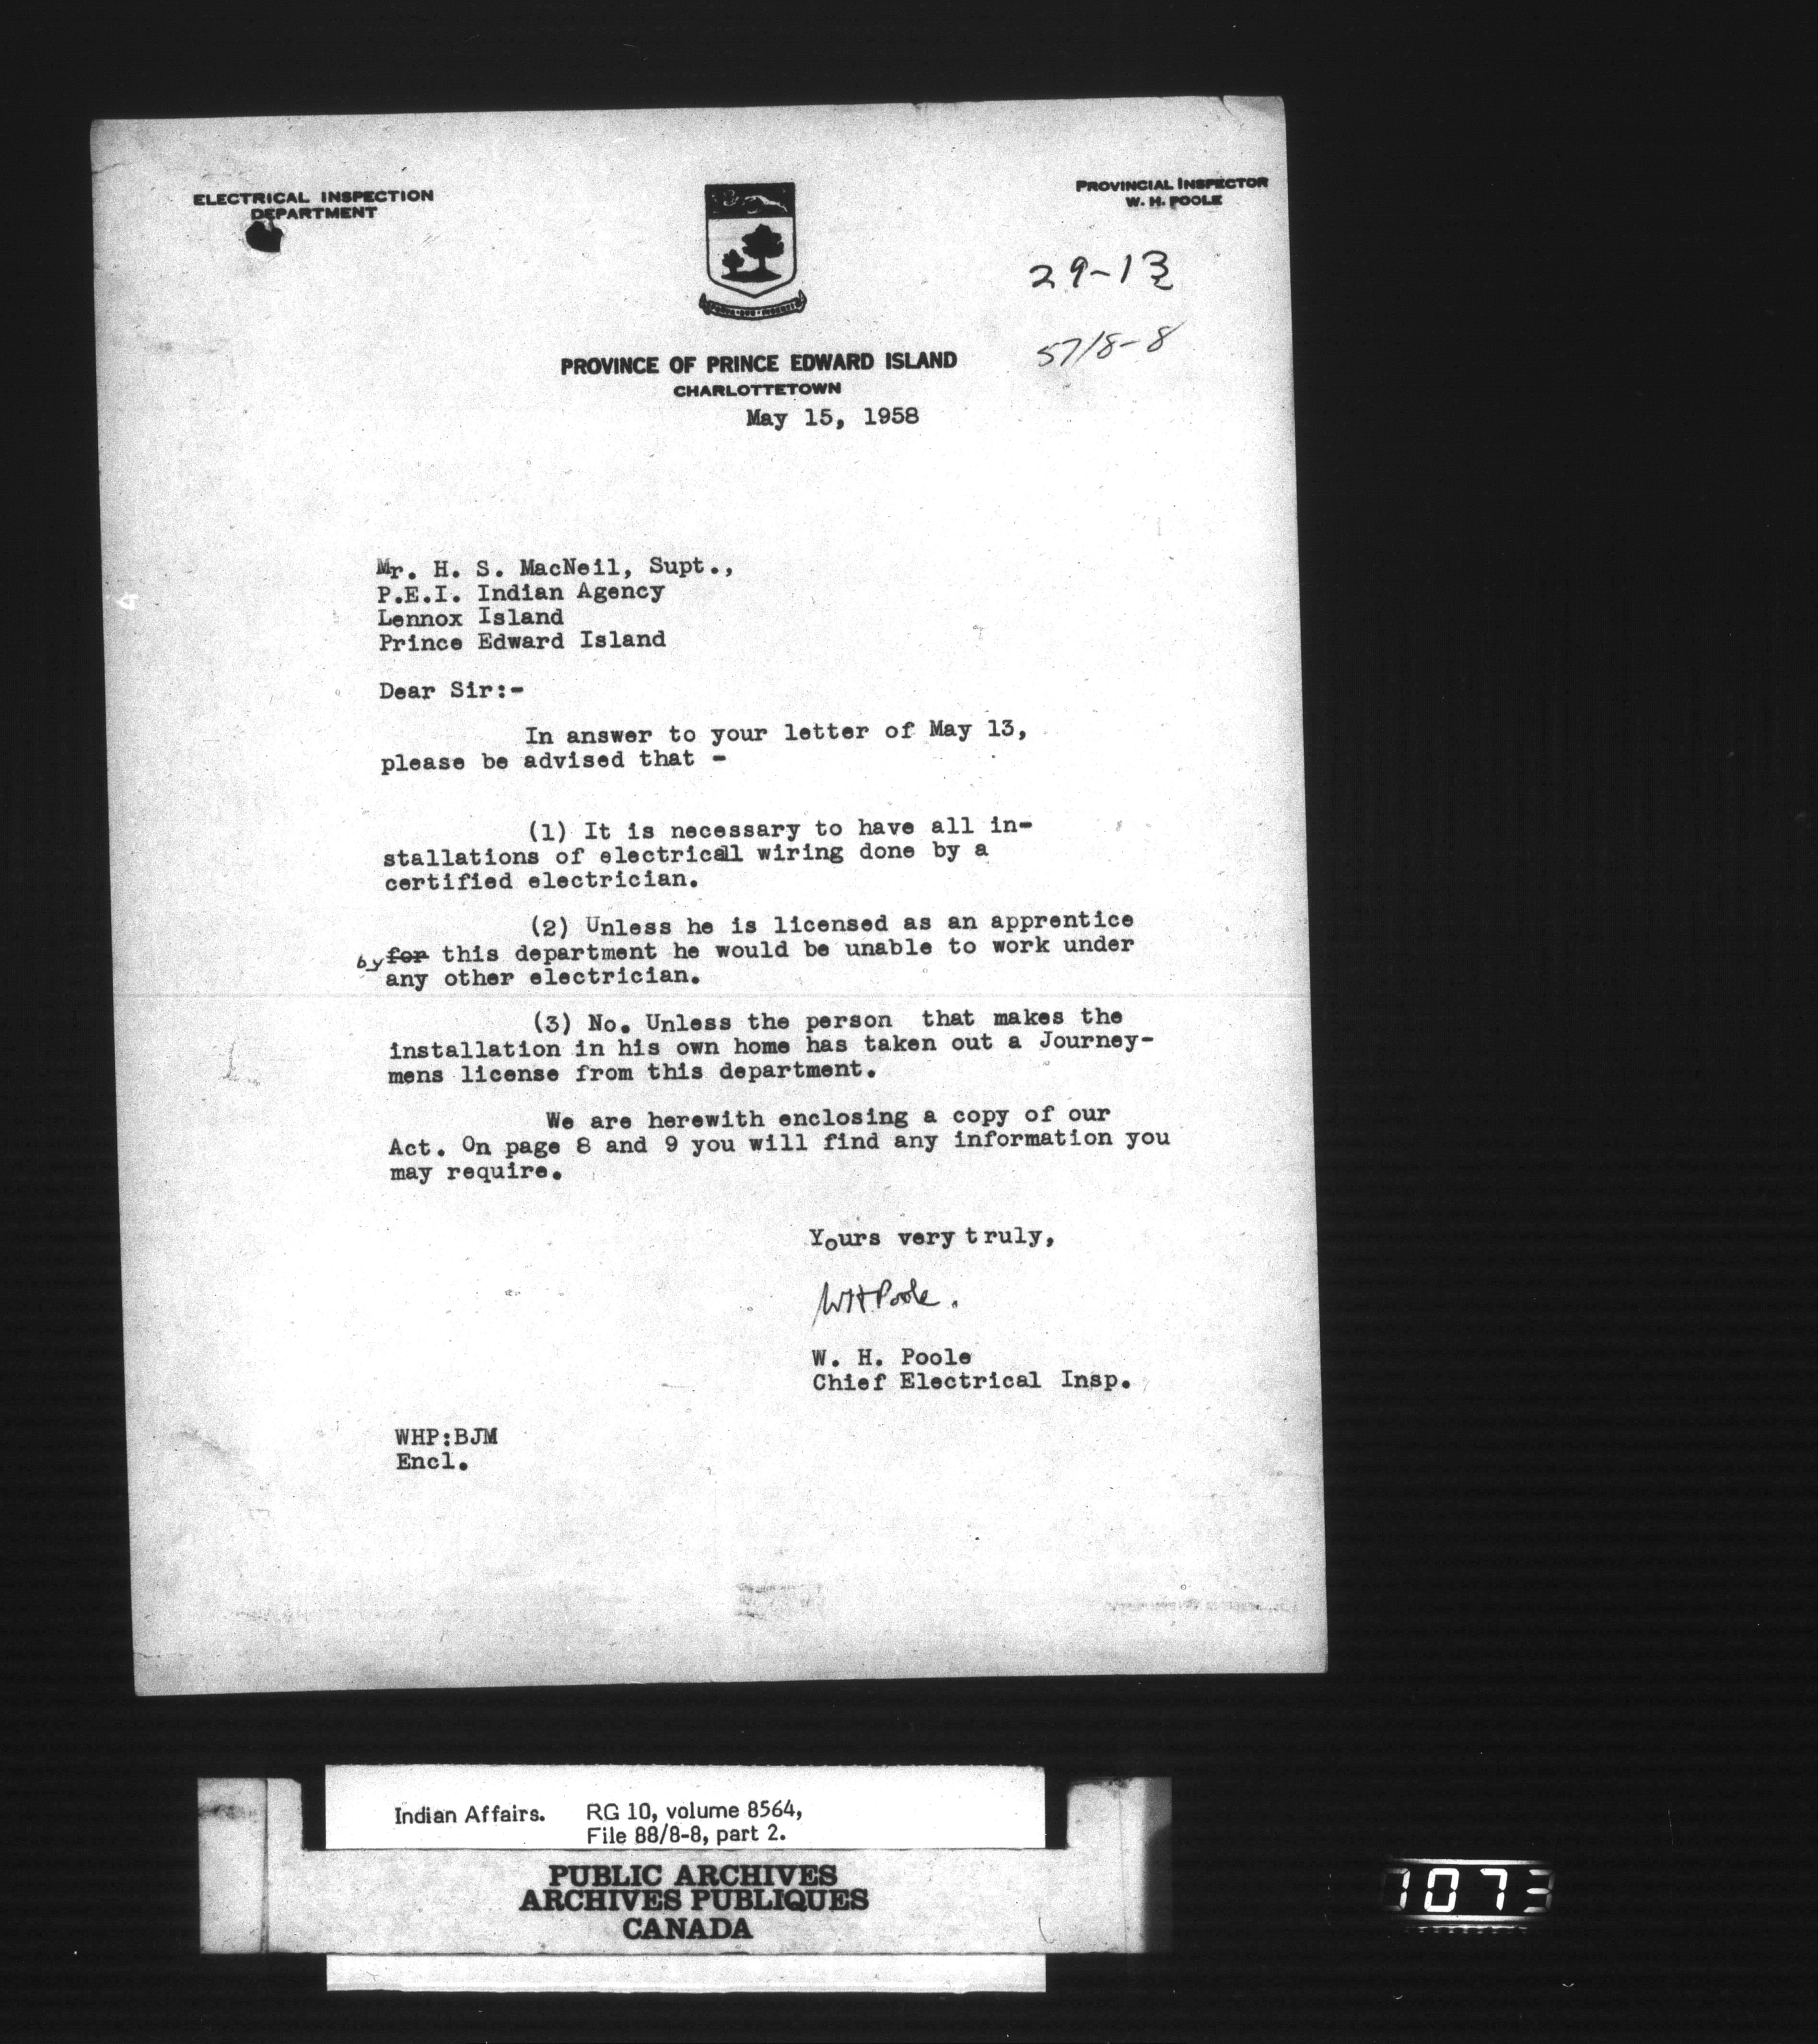 ELECTRICAL INSPECTION
DEPARTMENT
PROVINCIAL INSPECTOR
W. H. POOLE
29-13
57/8-8
PROVINCE OF PRINCE EDWARD ISLAND
CHARLOTTETOWN
May 15, 1958
Mr. H. S. MacNeil, Supt.,
P.E.I. Indian Agency
Lennox Island
Prince Edward Island
Dear Sir:-
In answer to your letter of May 13,
please be advised that -
(1) It is necessary to have all in-
stallations of electrical wiring done by a
certified electrician.
(2) Unless he is licensed as an apprentice
by for this department he would be unable to work under
any other electrician.
(3) No. Unless the person that makes the
installation in his own home has taken out a Journey-
mens license from this department.
We are herewith enclosing a copy of our
Act. On page 8 and 9 you will find any information you
may require.
Yours very truly,
WH Poole.
W. H. Poole
Chief Electrical Insp.
WHP:BJM
Encl.
Indian Affairs. RG 10, volume 8564,
File 88/8-8, part 2.
PUBLIC ARCHIVES
ARCHIVES PUBLIQUES
CANADA
1073